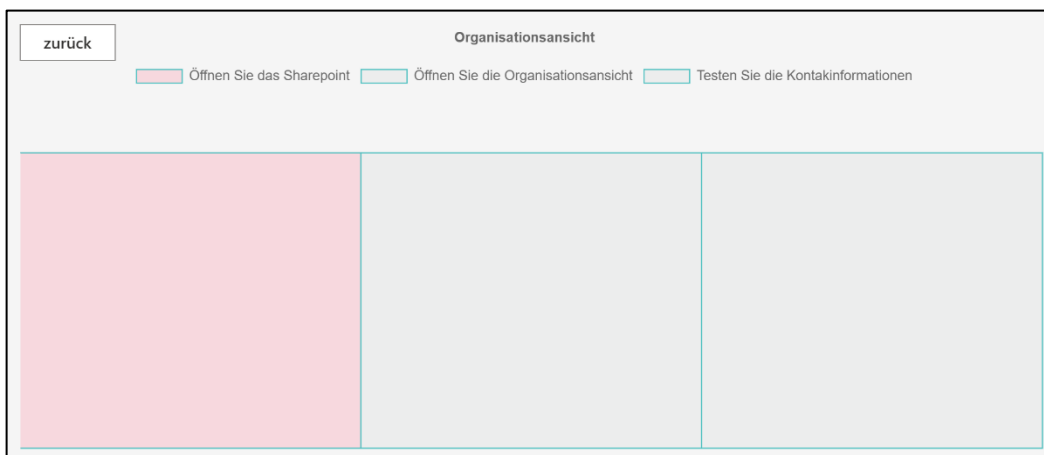 zurück
Organisationsansicht
Öffnen Sie das Sharepoint Öffnen Sie die Organisationsansicht Testen Sie die Kontakinformationen